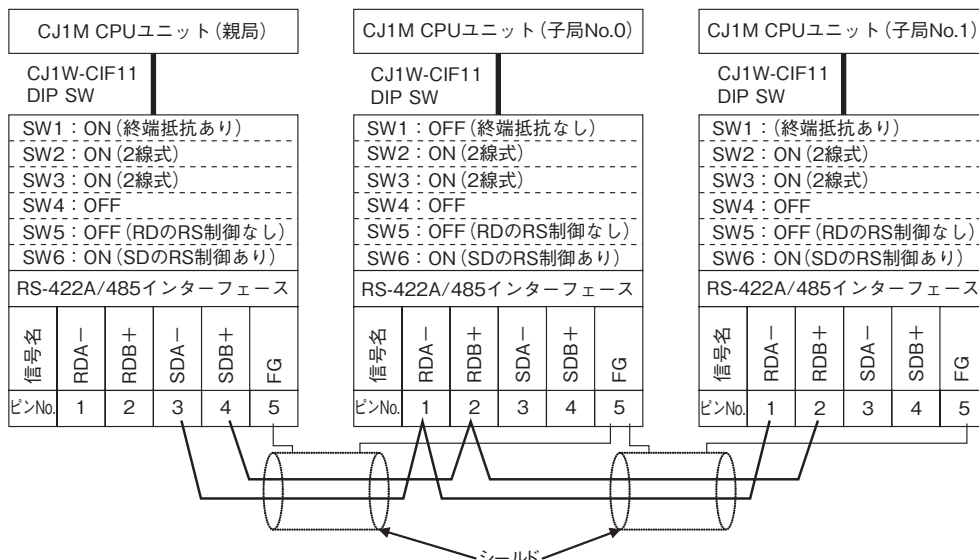 CJ1M CPUユニット(親局)
CJ1W-CIF11
DIP SW
SW1:ON(終端抵抗あり)
SW2:ON(2線式)
SW3:ON(2線式)
SW4:OFF
SW5:OFF(RDのRS制御なし)
SW6:ON(SDのRS制御あり)
RS-422A/485インターフェース
信号名 RDA− RDB+ SDA− SDB+ FG
ピンNo. 1 2 3 4 5
CJ1M CPUユニット(子局No.0)
CJ1W-CIF11
DIP SW
SW1:OFF(終端抵抗なし)
SW2:ON(2線式)
SW3:ON(2線式)
SW4:OFF
SW5:OFF(RDのRS制御なし)
SW6:ON(SDのRS制御あり)
RS-422A/485インターフェース
信号名 RDA− RDB+ SDA− SDB+ FG
ピンNo. 1 2 3 4 5
CJ1M CPUユニット(子局No.1)
CJ1W-CIF11
DIP SW
SW1:(終端抵抗あり)
SW2:ON(2線式)
SW3:ON(2線式)
SW4:OFF
SW5:OFF(RDのRS制御なし)
SW6:ON(SDのRS制御あり)
RS-422A/485インターフェース
信号名 RDA− RDB+ SDA− SDB+ FG
ピンNo. 1 2 3 4 5
シールド